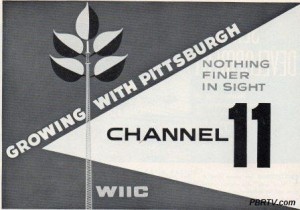 GROWING WITH PITTSBURGH
NOTHING
FINER
IN SIGHT
CHANNEL 11
WIIC
PBRTV.com